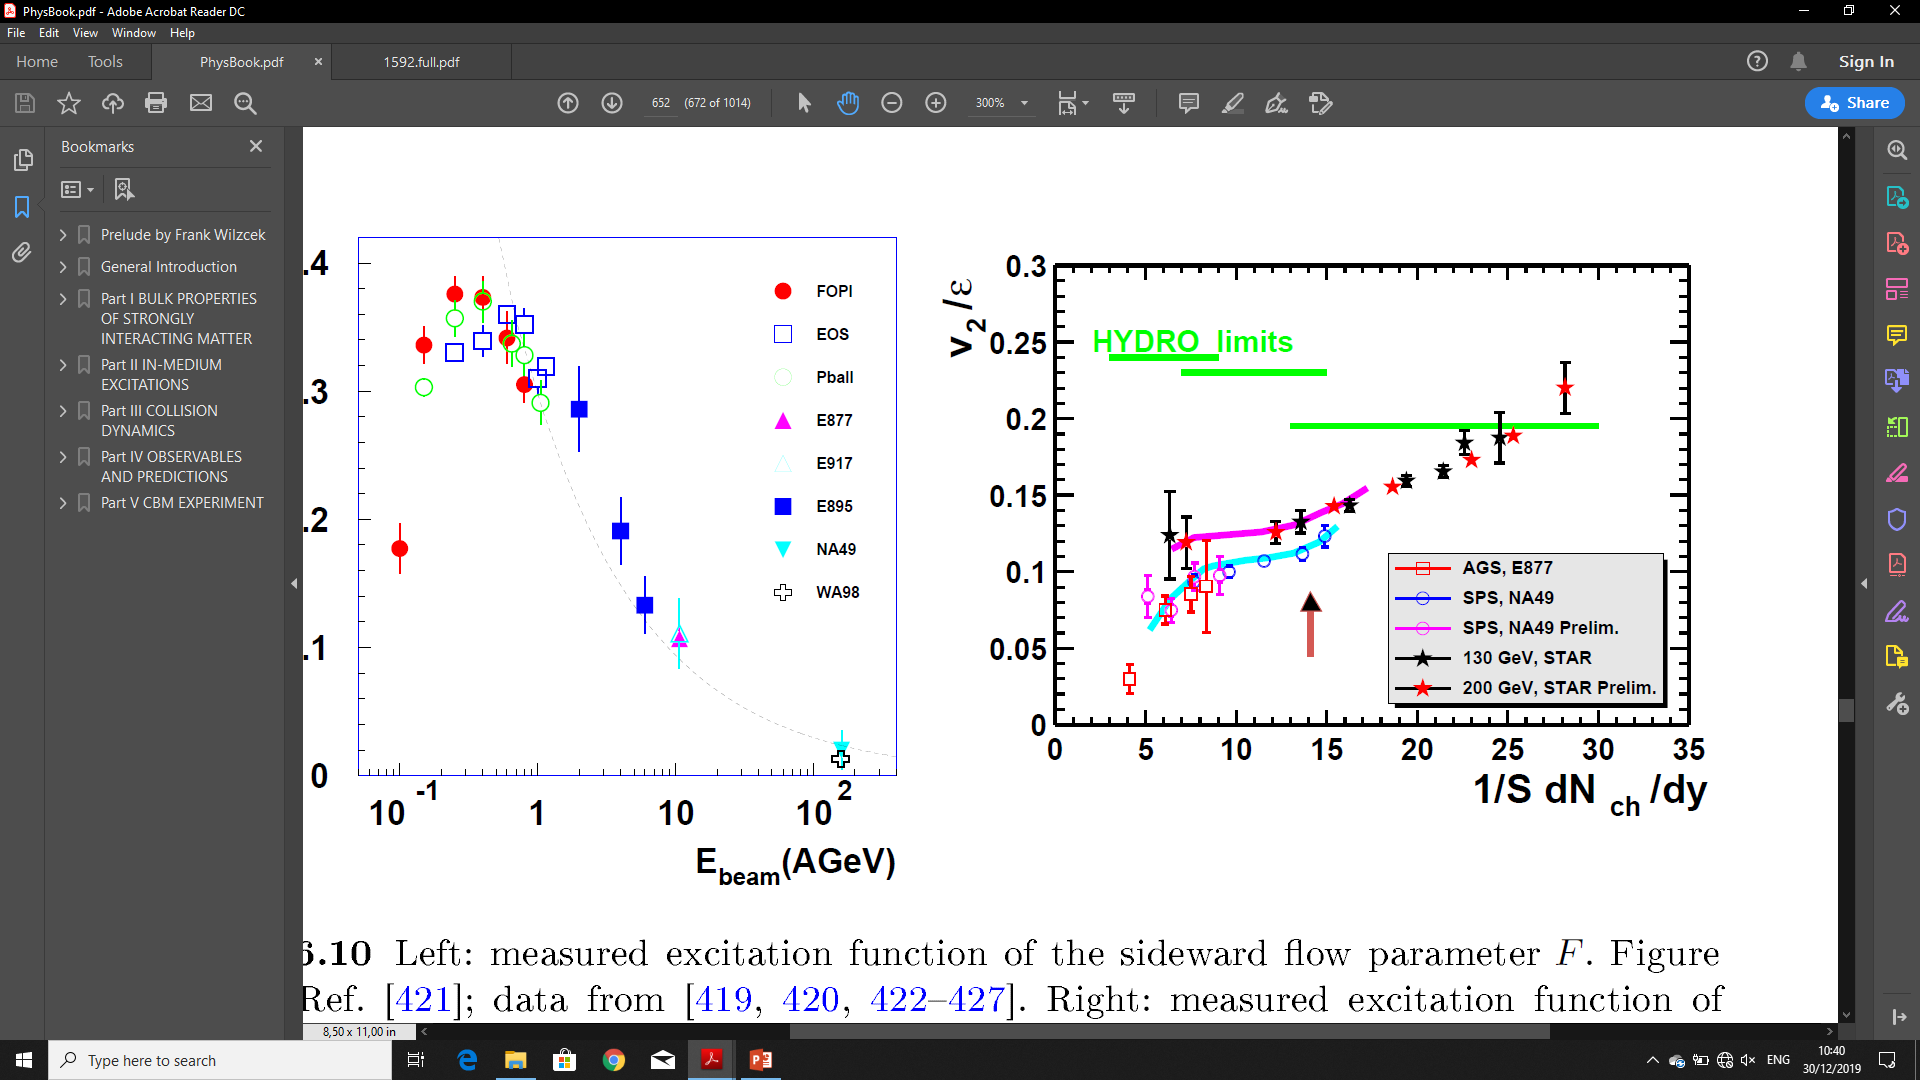 PhysBook.pdf - Adobe Acrobat Reader DC
File Edit View Window Help
Home Tools PhysBook.pdf × 1592.full.pdf Sign In
652 (672 of 1014) 300% Share
Bookmarks
Prelude by Frank Wilzcek
General Introduction
Part I BULK PROPERTIES
OF STRONGLY
INTERACTING MATTER
Part II IN-MEDIUM
EXCITATIONS
Part III COLLISION
DYNAMICS
Part IV OBSERVABLES
AND PREDICTIONS
Part V CBM EXPERIMENT
.4
.3
.2
.1
0
FOPI
EOS
Pball
E877
E917
E895
NA49
WA98
10^-1 1 10 10^2
E_beam(AGeV)
v_2/ε
0.3
0.25
0.2
0.15
0.1
0.05
0
HYDRO limits
AGS, E877
SPS, NA49
SPS, NA49 Prelim.
130 GeV, STAR
200 GeV, STAR Prelim.
0 5 10 15 20 25 30 35
1/S dN_ch/dy
6.10 Left: measured excitation function of the sideward flow parameter F. Figure
Ref. [421]; data from [419, 420, 422–427]. Right: measured excitation function of
8,50 x 11,00 in
Type here to search
ENG
10:40
30/12/2019